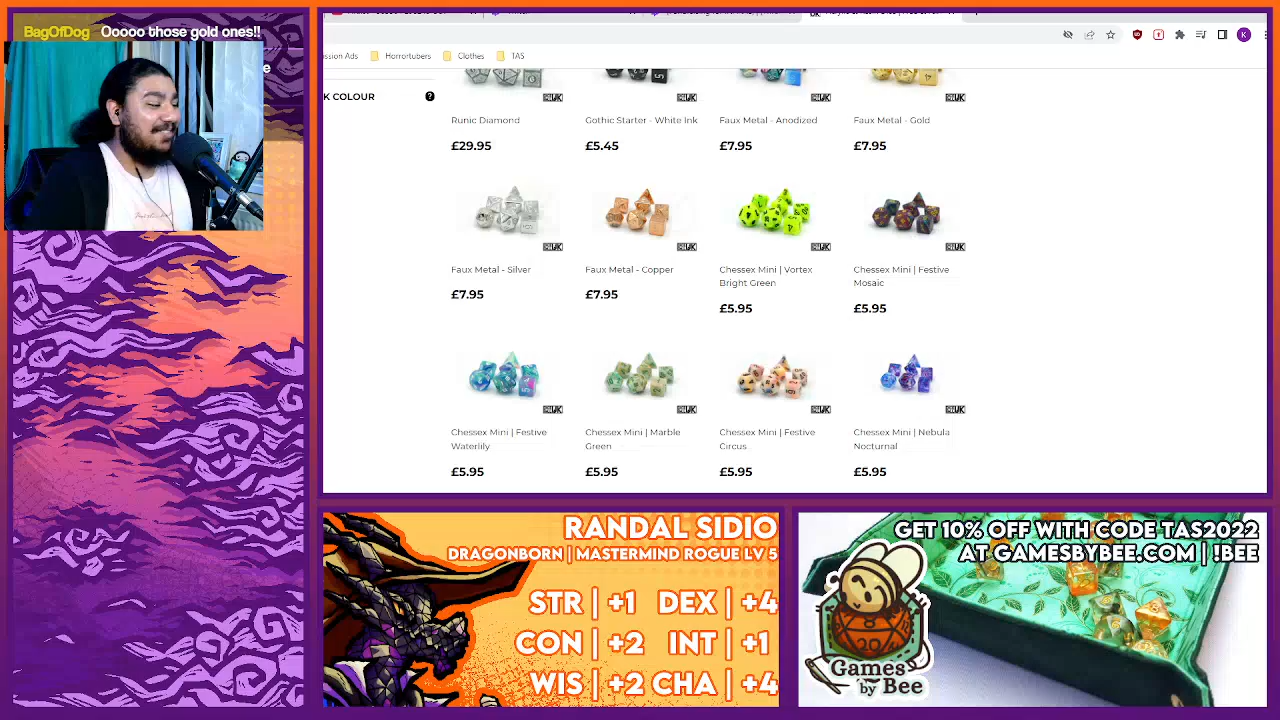 BagOfDog Ooooo those gold ones!!
Horrortubers
Clothes
TAS
K COLOUR
Runic Diamond
£29.95
Gothic Starter - White Ink
£5.45
Faux Metal - Anodized
£7.95
Faux Metal - Gold
£7.95
Faux Metal - Silver
£7.95
Faux Metal - Copper
£7.95
Chessex Mini | Vortex
Bright Green
£5.95
Chessex Mini | Festive
Mosaic
£5.95
Chessex Mini | Festive
Waterlily
£5.95
Chessex Mini | Marble
Green
£5.95
Chessex Mini | Festive
Circus
£5.95
Chessex Mini | Nebula
Nocturnal
£5.95
RANDAL SIDIO
DRAGONBORN | MASTERMIND ROGUE LV 5
STR | +1 DEX | +4
CON | +2 INT | +1
WIS | +2 CHA | +4
GET 10% OFF WITH CODE TAS2022
AT GAMESBYBEE.COM | !BEE
Games
by Bee